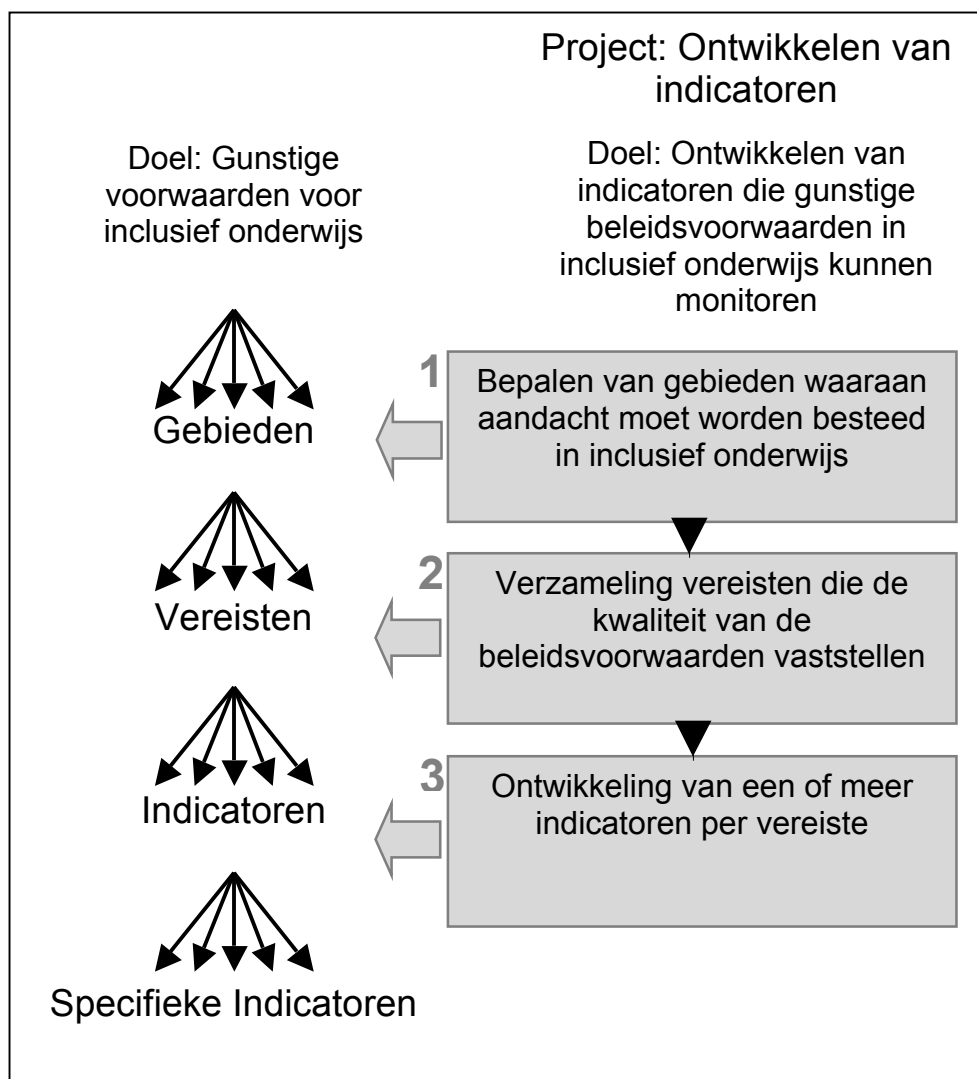 Project: Ontwikkelen van
indicatoren
Doel: Gunstige
voorwaarden voor
inclusief onderwijs
Doel: Ontwikkelen van
indicatoren die gunstige
beleidsvoorwaarden in
inclusief onderwijs kunnen
monitoren
Gebieden
1
Bepalen van gebieden waaraan
aandacht moet worden besteed
in inclusief onderwijs
Vereisten
2
Verzameling vereisten die de
kwaliteit van de
beleidsvoorwaarden vaststellen
Indicatoren
3
Ontwikkeling van een of meer
indicatoren per vereiste
Specifieke Indicatoren